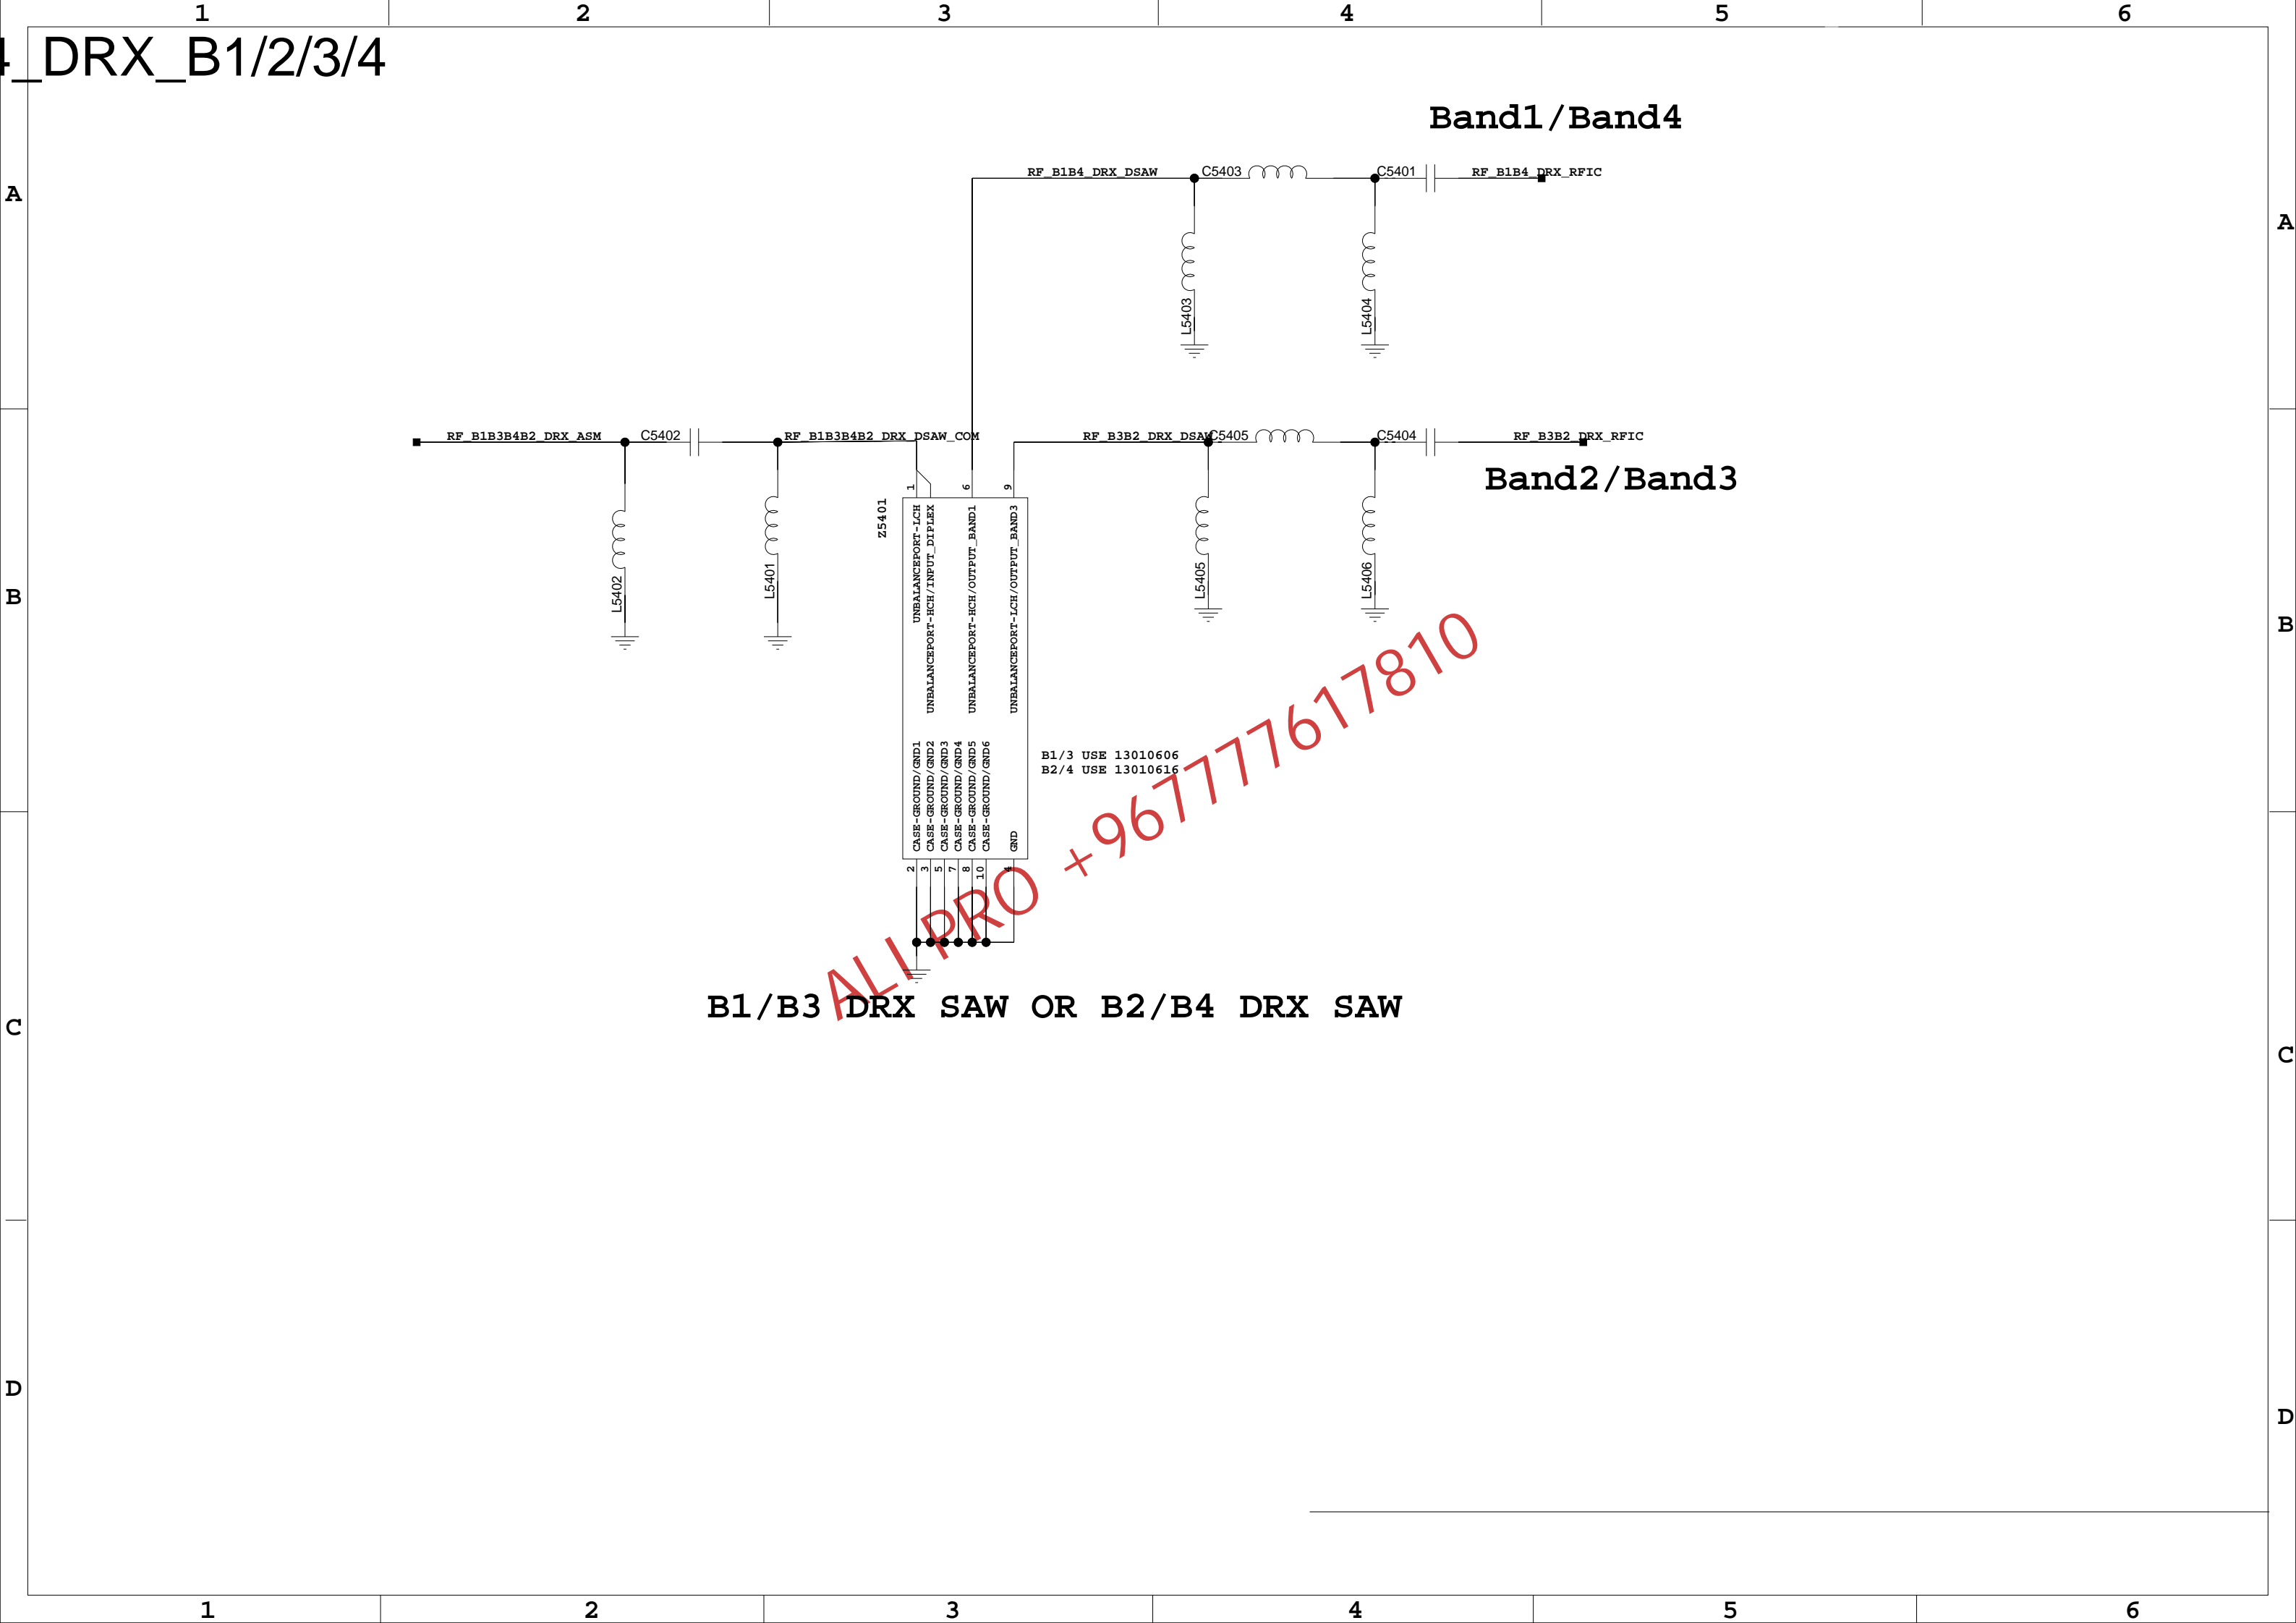 1 2 3 4 5 6
4_DRX_B1/2/3/4
Band1/Band4
RF_B1B4_DRX_DSAW C5403 C5401 RF_B1B4_DRX_RFIC
A A
L5403 L5404
RF_B1B3B4B2_DRX_ASM C5402 RF_B1B3B4B2_DRX_DSAW_COM RF_B3B2_DRX_DSAW C5405 C5404 RF_B3B2_DRX_RFIC
Band2/Band3
1 6 9
Z5401
UNBALANCEPORT-LCH
UNBALANCEPORT-HCH/INPUT_DIPLEX
UNBALANCEPORT-HCH/OUTPUT_BAND1
UNBALANCEPORT-LCH/OUTPUT_BAND3
L5402 L5401 L5405 L5406
B B
B1/3 USE 13010606
B2/4 USE 13010616
CASE-GROUND/GND1
CASE-GROUND/GND2
CASE-GROUND/GND3
CASE-GROUND/GND4
CASE-GROUND/GND5
CASE-GROUND/GND6
GND
2 3 5 7 8 10 4
ALI PRO +967777617810
B1/B3 DRX SAW OR B2/B4 DRX SAW
C C
D D
1 2 3 4 5 6